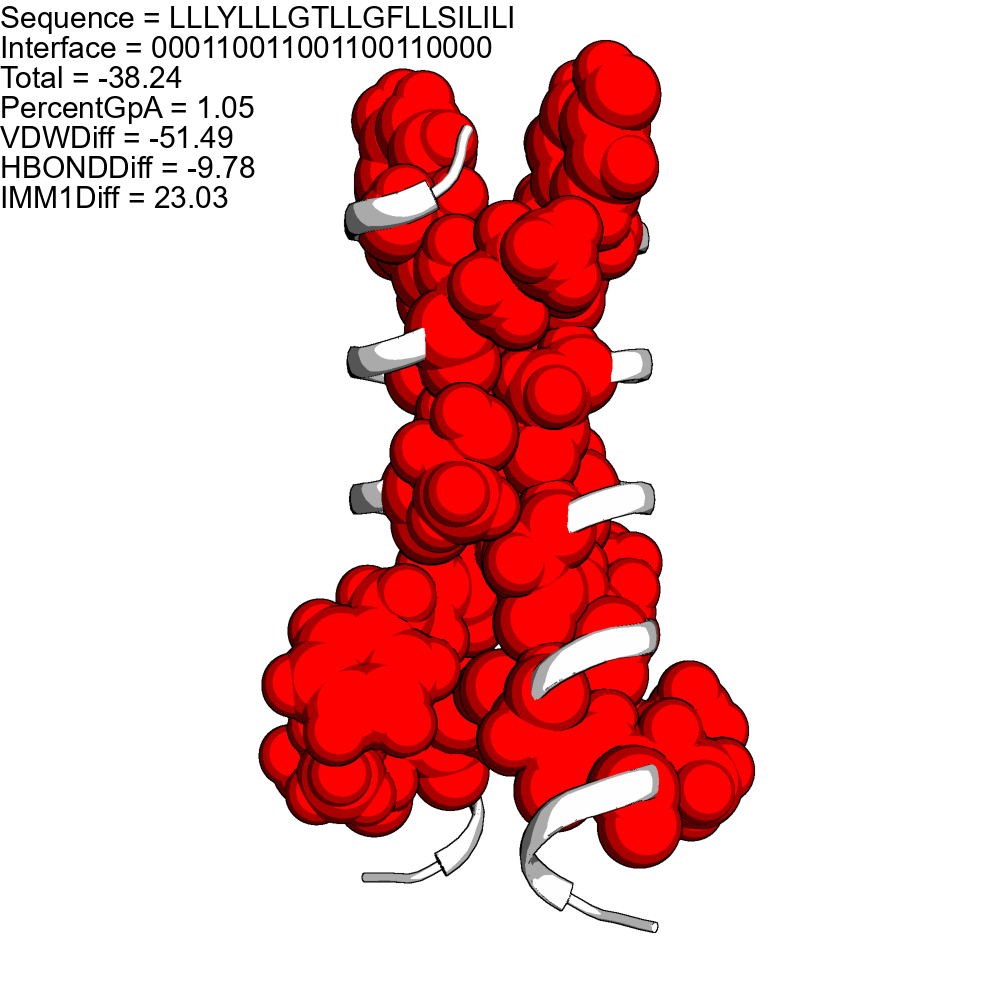 Sequence = LLLYLLLGTLLGFLLSILILI
Interface = 000110011001100110000
Total = -38.24
PercentGpA = 1.05
VDWDiff = -51.49
HBONDDiff = -9.78
IMM1Diff = 23.03